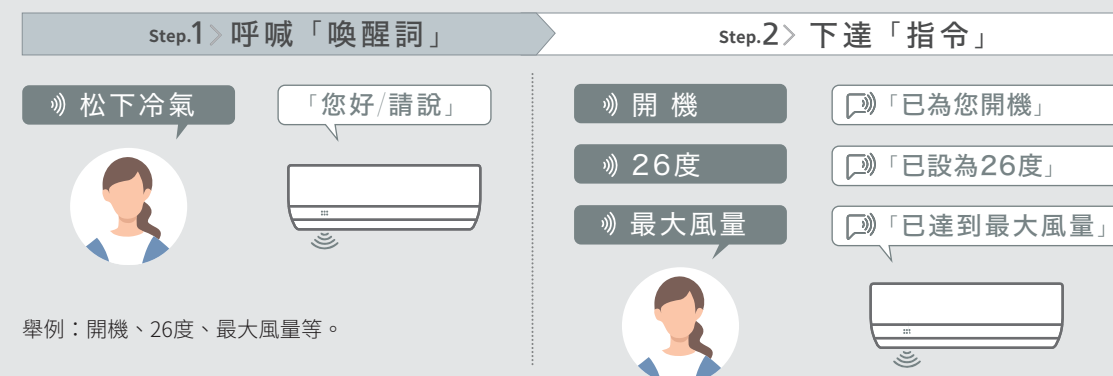 Step.1 呼喊「喚醒詞」
松下冷氣
「您好/請說」
舉例：開機、26度、最大風量等。
Step.2 下達「指令」
開機
「已為您開機」
26度
「已設為26度」
最大風量
「已達到最大風量」